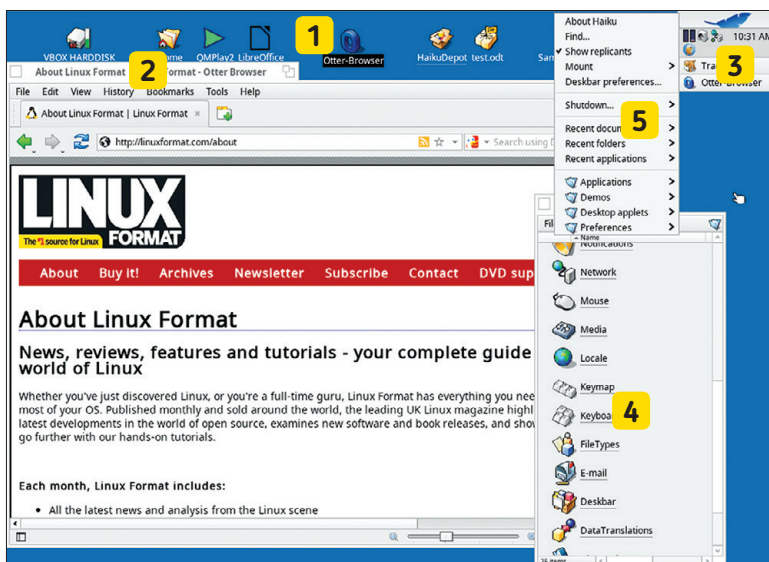 1
VBOX HARDDISK
QMPlay2
LibreOffice
Otter-Browser
HaikuDepot
test.odt
2
About Linux Format
Format - Otter Browser
File Edit View History Bookmarks Tools Help
About Linux Format | Linux Format
http://linuxformat.com/about
Search using
LINUX
FORMAT
The #1 source for Linux
About Buy it! Archives Newsletter Subscribe Contact DVD
About Linux Format
News, reviews, features and tutorials - your complete guide
world of Linux
Whether you've just discovered Linux, or you're a full-time guru, Linux Format has everything you
most of your OS. Published monthly and sold around the world, the leading UK Linux magazine
latest developments in the world of open source, examines new software and book releases, and
go further with our hands-on tutorials.
Each month, Linux Format includes:
• All the latest news and analysis from the Linux scene
About Haiku
Find...
Show replicants
Mount
Deskbar preferences...
Shutdown...
5
Recent
Recent folders
Recent applications
Applications
Demos
Desktop applets
Preferences
10:31 AM
3
Name
Notifications
Network
Mouse
Media
Locale
Keymap
4
FileTypes
E-mail
Deskbar
DataTranslations